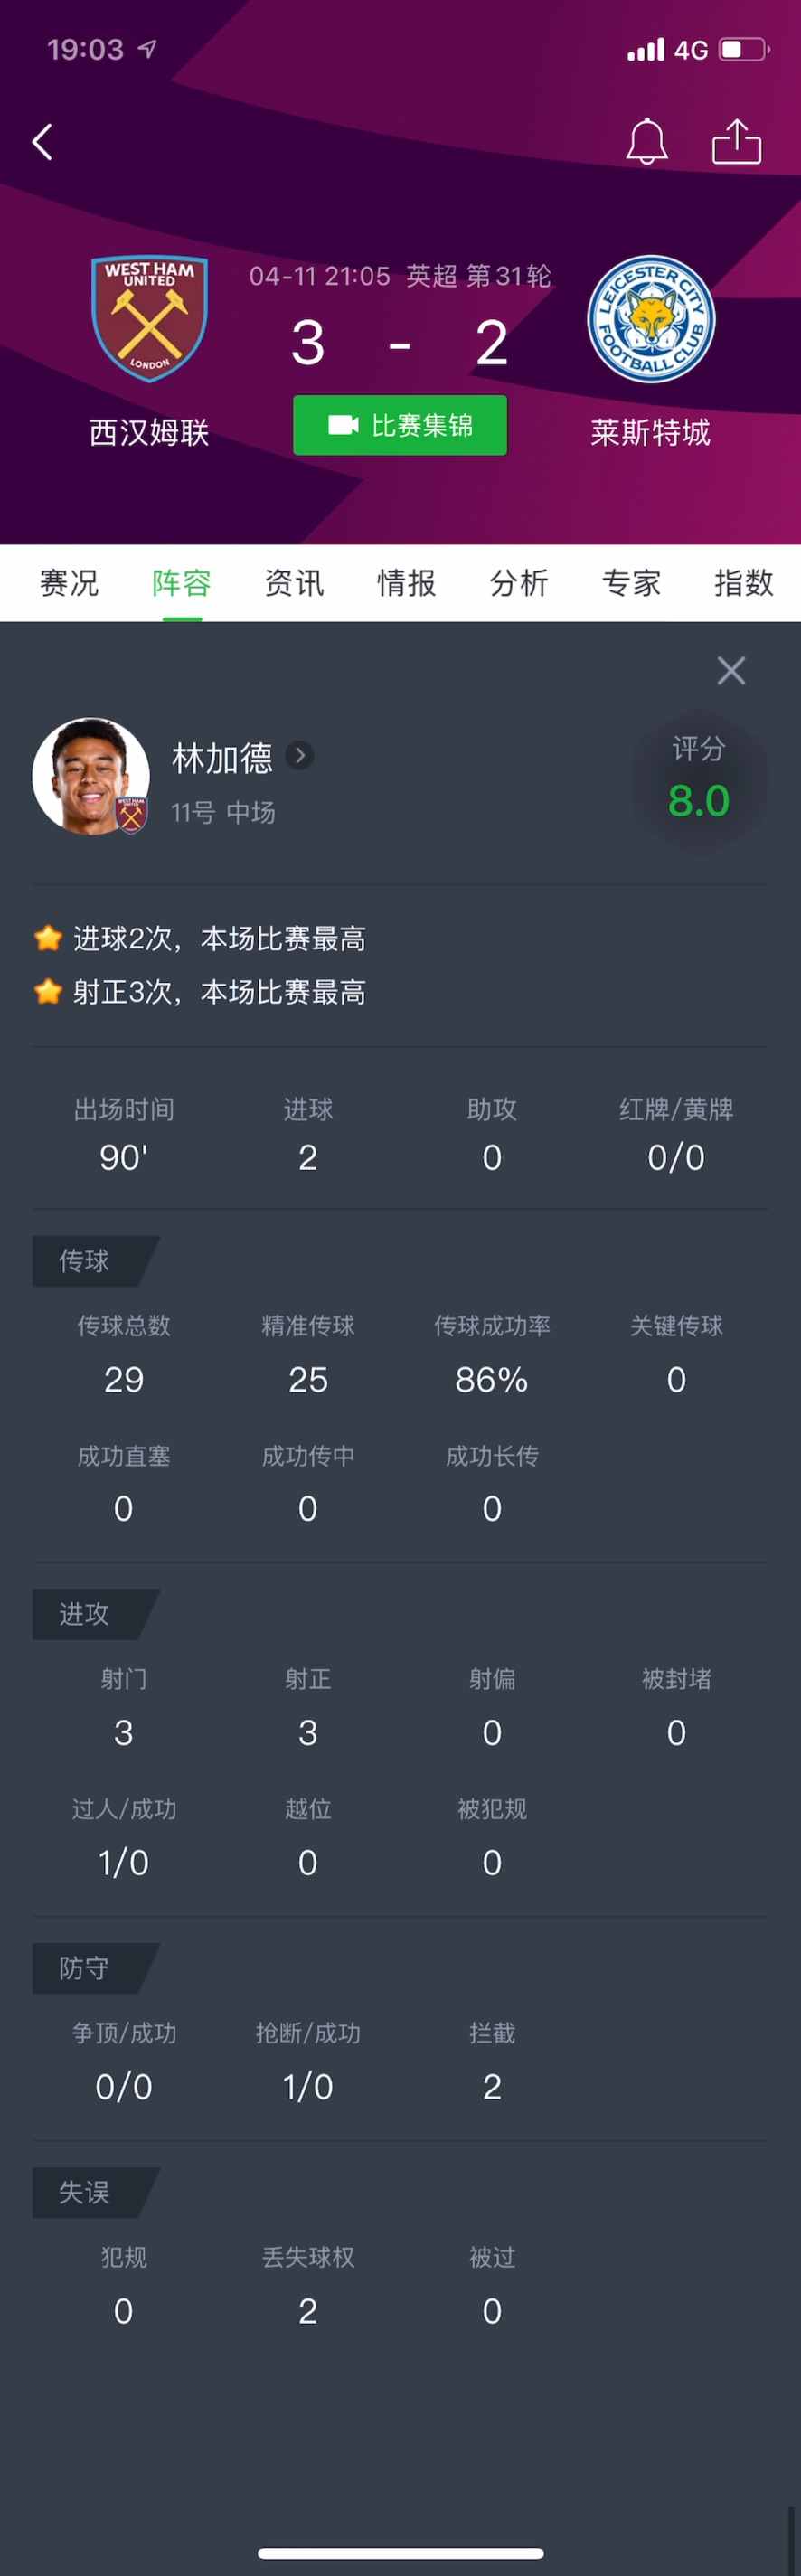 19:03 4G
WEST HAM
UNITED
LONDON
LEICESTER CITY
FOOTBALL CLUB
04-11 21:05 英超 第31轮
3 - 2
西汉姆联 比赛集锦 莱斯特城
赛况 阵容 资讯 情报 分析 专家 指数
林加德
11号 中场
评分
8.0
进球2次，本场比赛最高
射正3次，本场比赛最高
出场时间 进球 助攻 红牌/黄牌
90' 2 0 0/0
传球
传球总数 精准传球 传球成功率 关键传球
29 25 86% 0
成功直塞 成功传中 成功长传
0 0 0
进攻
射门 射正 射偏 被封堵
3 3 0 0
过人/成功 越位 被犯规
1/0 0 0
防守
争顶/成功 抢断/成功 拦截
0/0 1/0 2
失误
犯规 丢失球权 被过
0 2 0